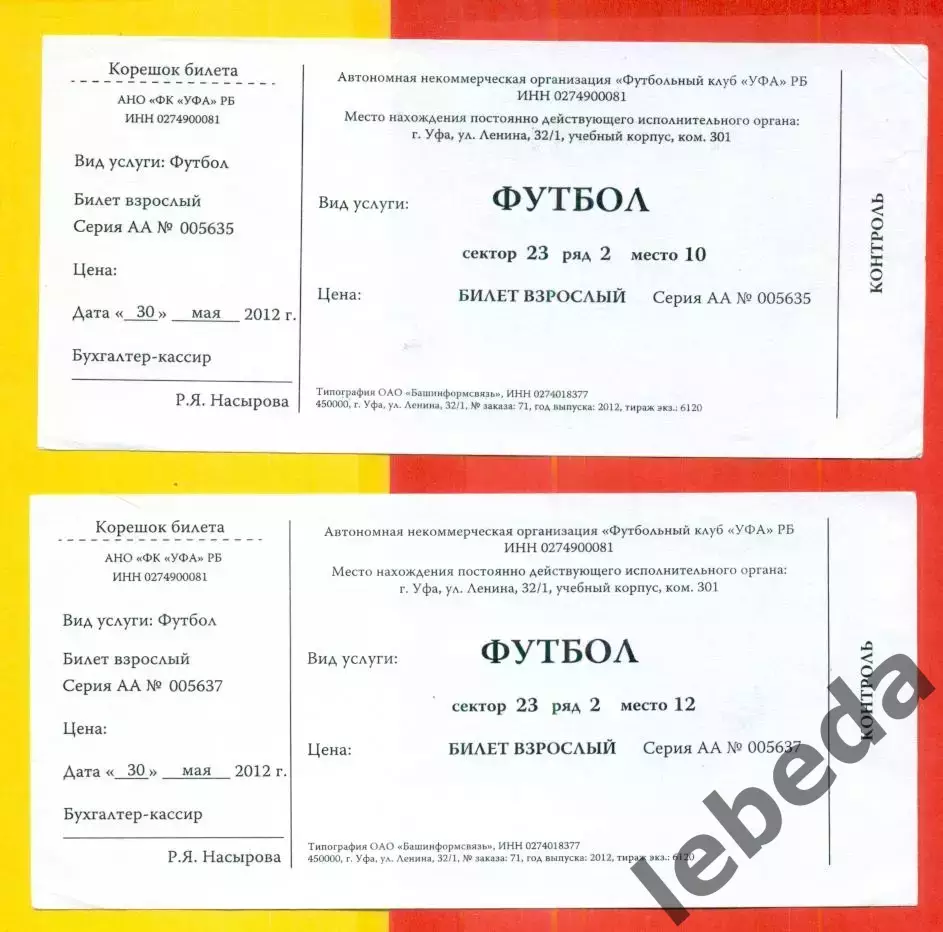 Корешок билета
АНО «ФК «УФА» РБ
ИНН 0274900081
Вид услуги: Футбол
Билет взрослый
Серия АА № 005635
Цена:
Дата «30» мая 2012 г.
Бухгалтер-кассир
Р.Я. Насырова
Автономная некоммерческая организация «Футбольный клуб «УФА» РБ
ИНН 0274900081
Место нахождения постоянно действующего исполнительного органа:
г. Уфа, ул. Ленина, 32/1, учебный корпус, ком. 301
Вид услуги: ФУТБОЛ
сектор 23 ряд 2 место 10
Цена: БИЛЕТ ВЗРОСЛЫЙ Серия АА № 005635
Типография ОАО «Башинформсвязь», ИНН 0274018377
450000, г. Уфа, ул. Ленина, 32/1, № заказа: 71, год выпуска: 2012, тираж экз.: 6120
КОНТРОЛЬ
Корешок билета
АНО «ФК «УФА» РБ
ИНН 0274900081
Вид услуги: Футбол
Билет взрослый
Серия АА № 005637
Цена:
Дата «30» мая 2012 г.
Бухгалтер-кассир
Р.Я. Насырова
Автономная некоммерческая организация «Футбольный клуб «УФА» РБ
ИНН 0274900081
Место нахождения постоянно действующего исполнительного органа:
г. Уфа, ул. Ленина, 32/1, учебный корпус, ком. 301
Вид услуги: ФУТБОЛ
сектор 23 ряд 2 место 12
Цена: БИЛЕТ ВЗРОСЛЫЙ Серия АА № 005637
Типография ОАО «Башинформсвязь», ИНН 0274018377
450000, г. Уфа, ул. Ленина, 32/1, № заказа: 71, год выпуска: 2012, тираж экз.: 6120
КОНТРОЛЬ
lebeda